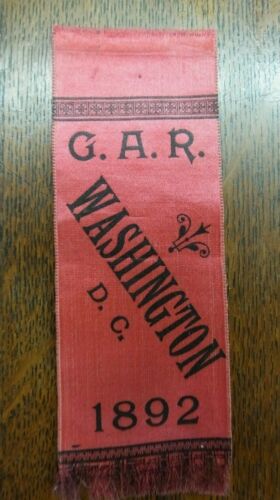 G. A. R.
WASHINGTON
D. C.
1892